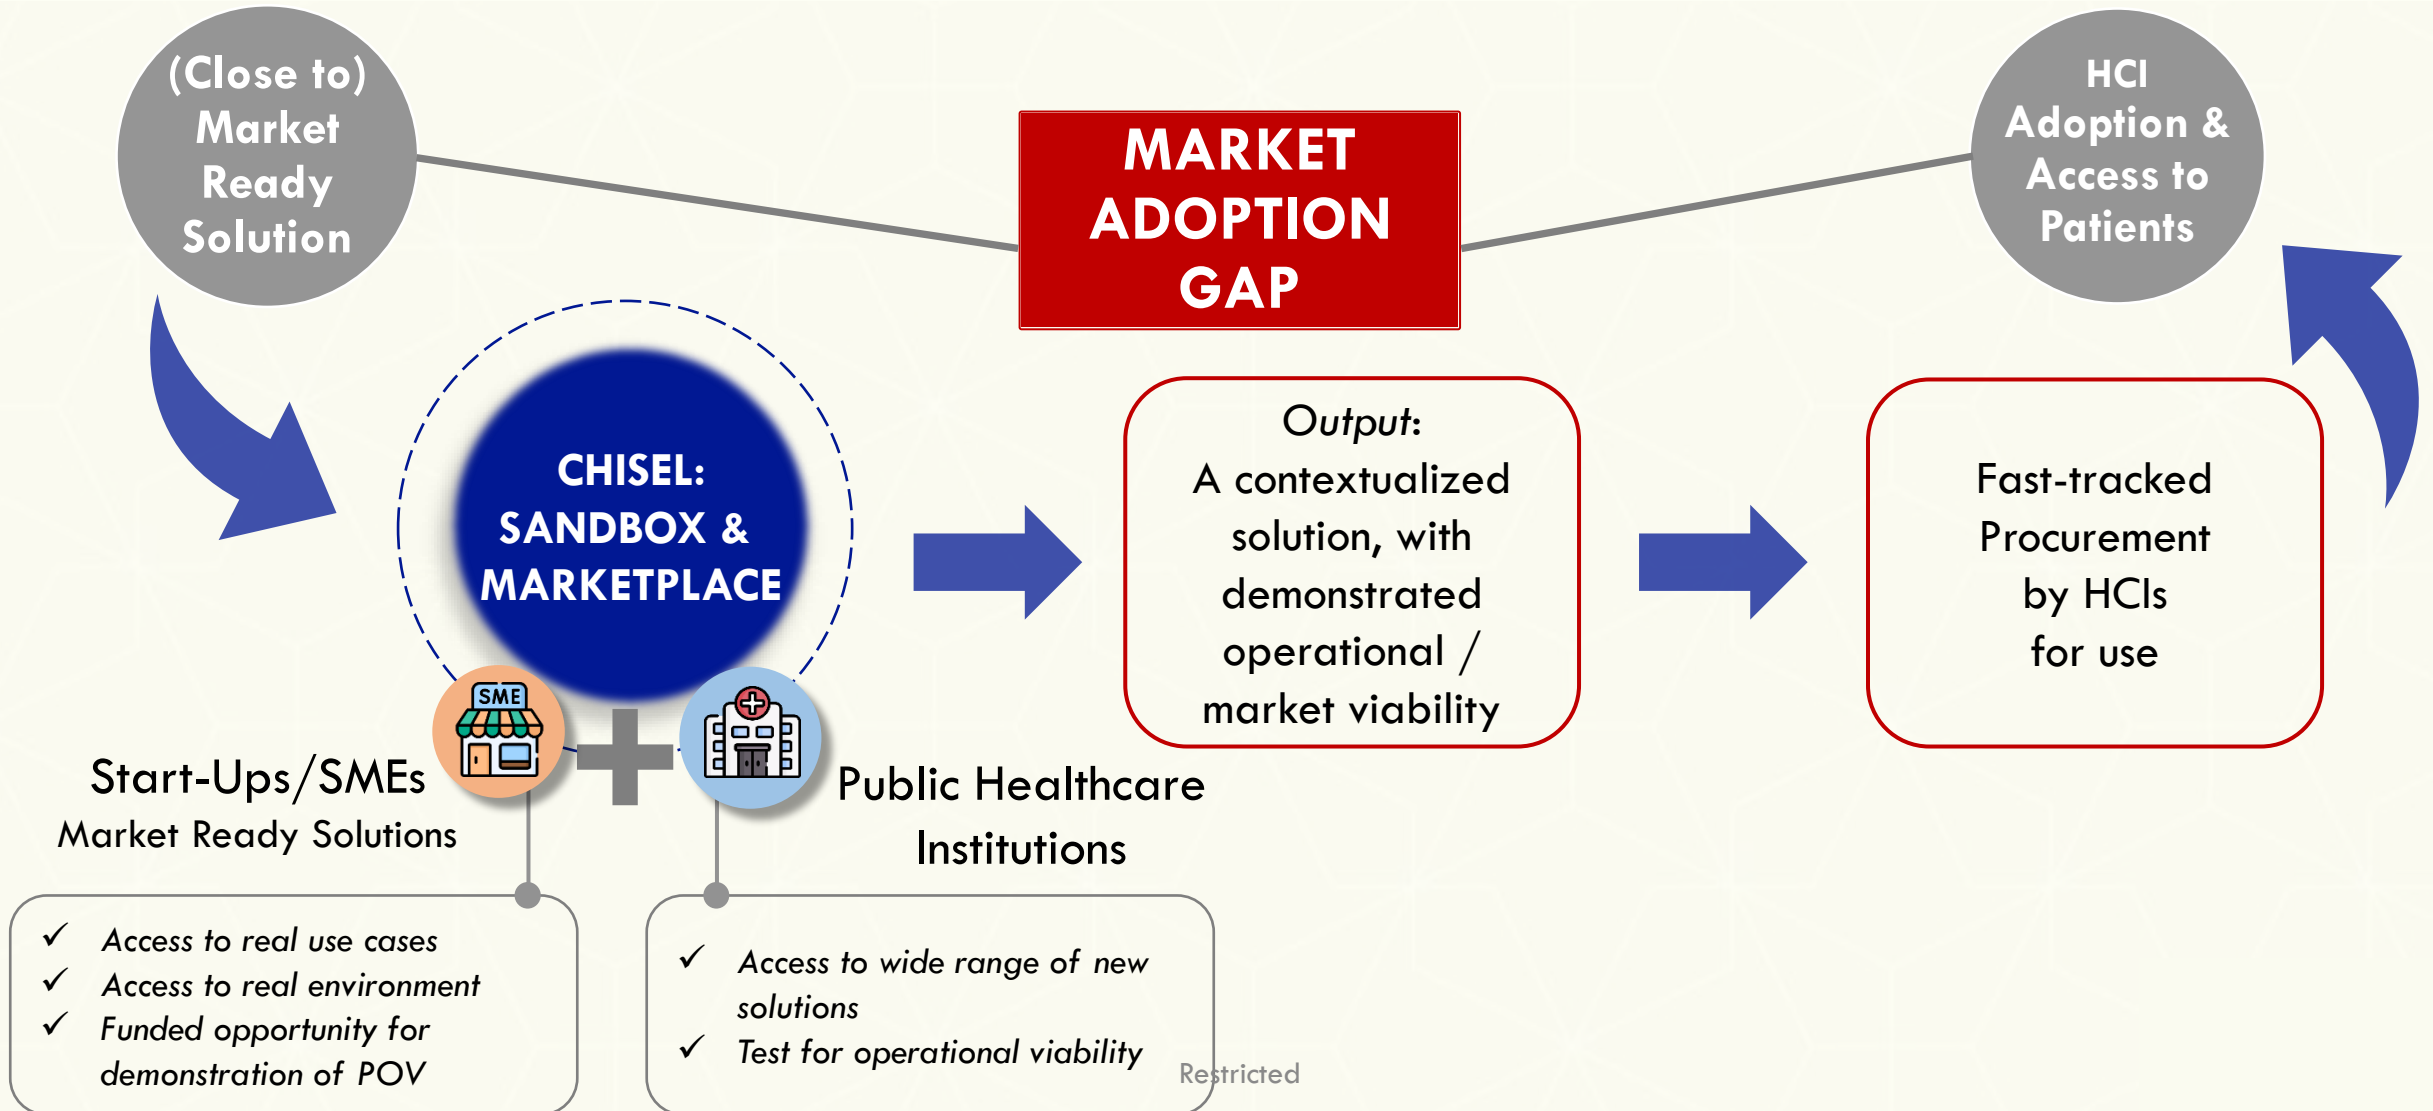 (Close to)
Market
Ready
Solution
MARKET
ADOPTION
GAP
HCI
Adoption &
Access to
Patients
CHISEL:
SANDBOX &
MARKETPLACE
Output:
A contextualized
solution, with
demonstrated
operational /
market viability
Fast-tracked
Procurement
by HCIs
for use
SME
Start-Ups/SMEs
Market Ready Solutions
Public Healthcare
Institutions
✓ Access to real use cases
✓ Access to real environment
✓ Funded opportunity for
demonstration of POV
✓ Access to wide range of new
solutions
✓ Test for operational viability
Restricted